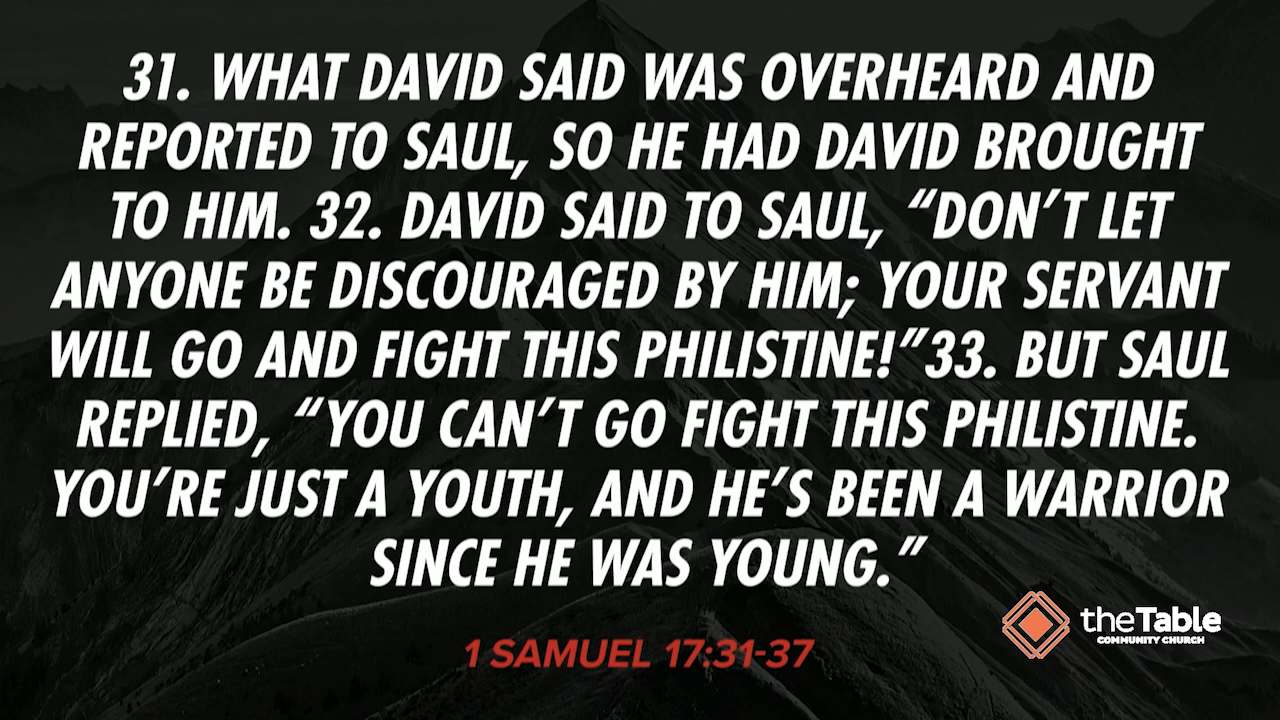 31. WHAT DAVID SAID WAS OVERHEARD AND
REPORTED TO SAUL, SO HE HAD DAVID BROUGHT
TO HIM. 32. DAVID SAID TO SAUL, “DON’T LET
ANYONE BE DISCOURAGED BY HIM; YOUR SERVANT
WILL GO AND FIGHT THIS PHILISTINE!”33. BUT SAUL
REPLIED, “YOU CAN’T GO FIGHT THIS PHILISTINE.
YOU’RE JUST A YOUTH, AND HE’S BEEN A WARRIOR
SINCE HE WAS YOUNG.”
theTable
COMMUNITY CHURCH
1 SAMUEL 17:31-37